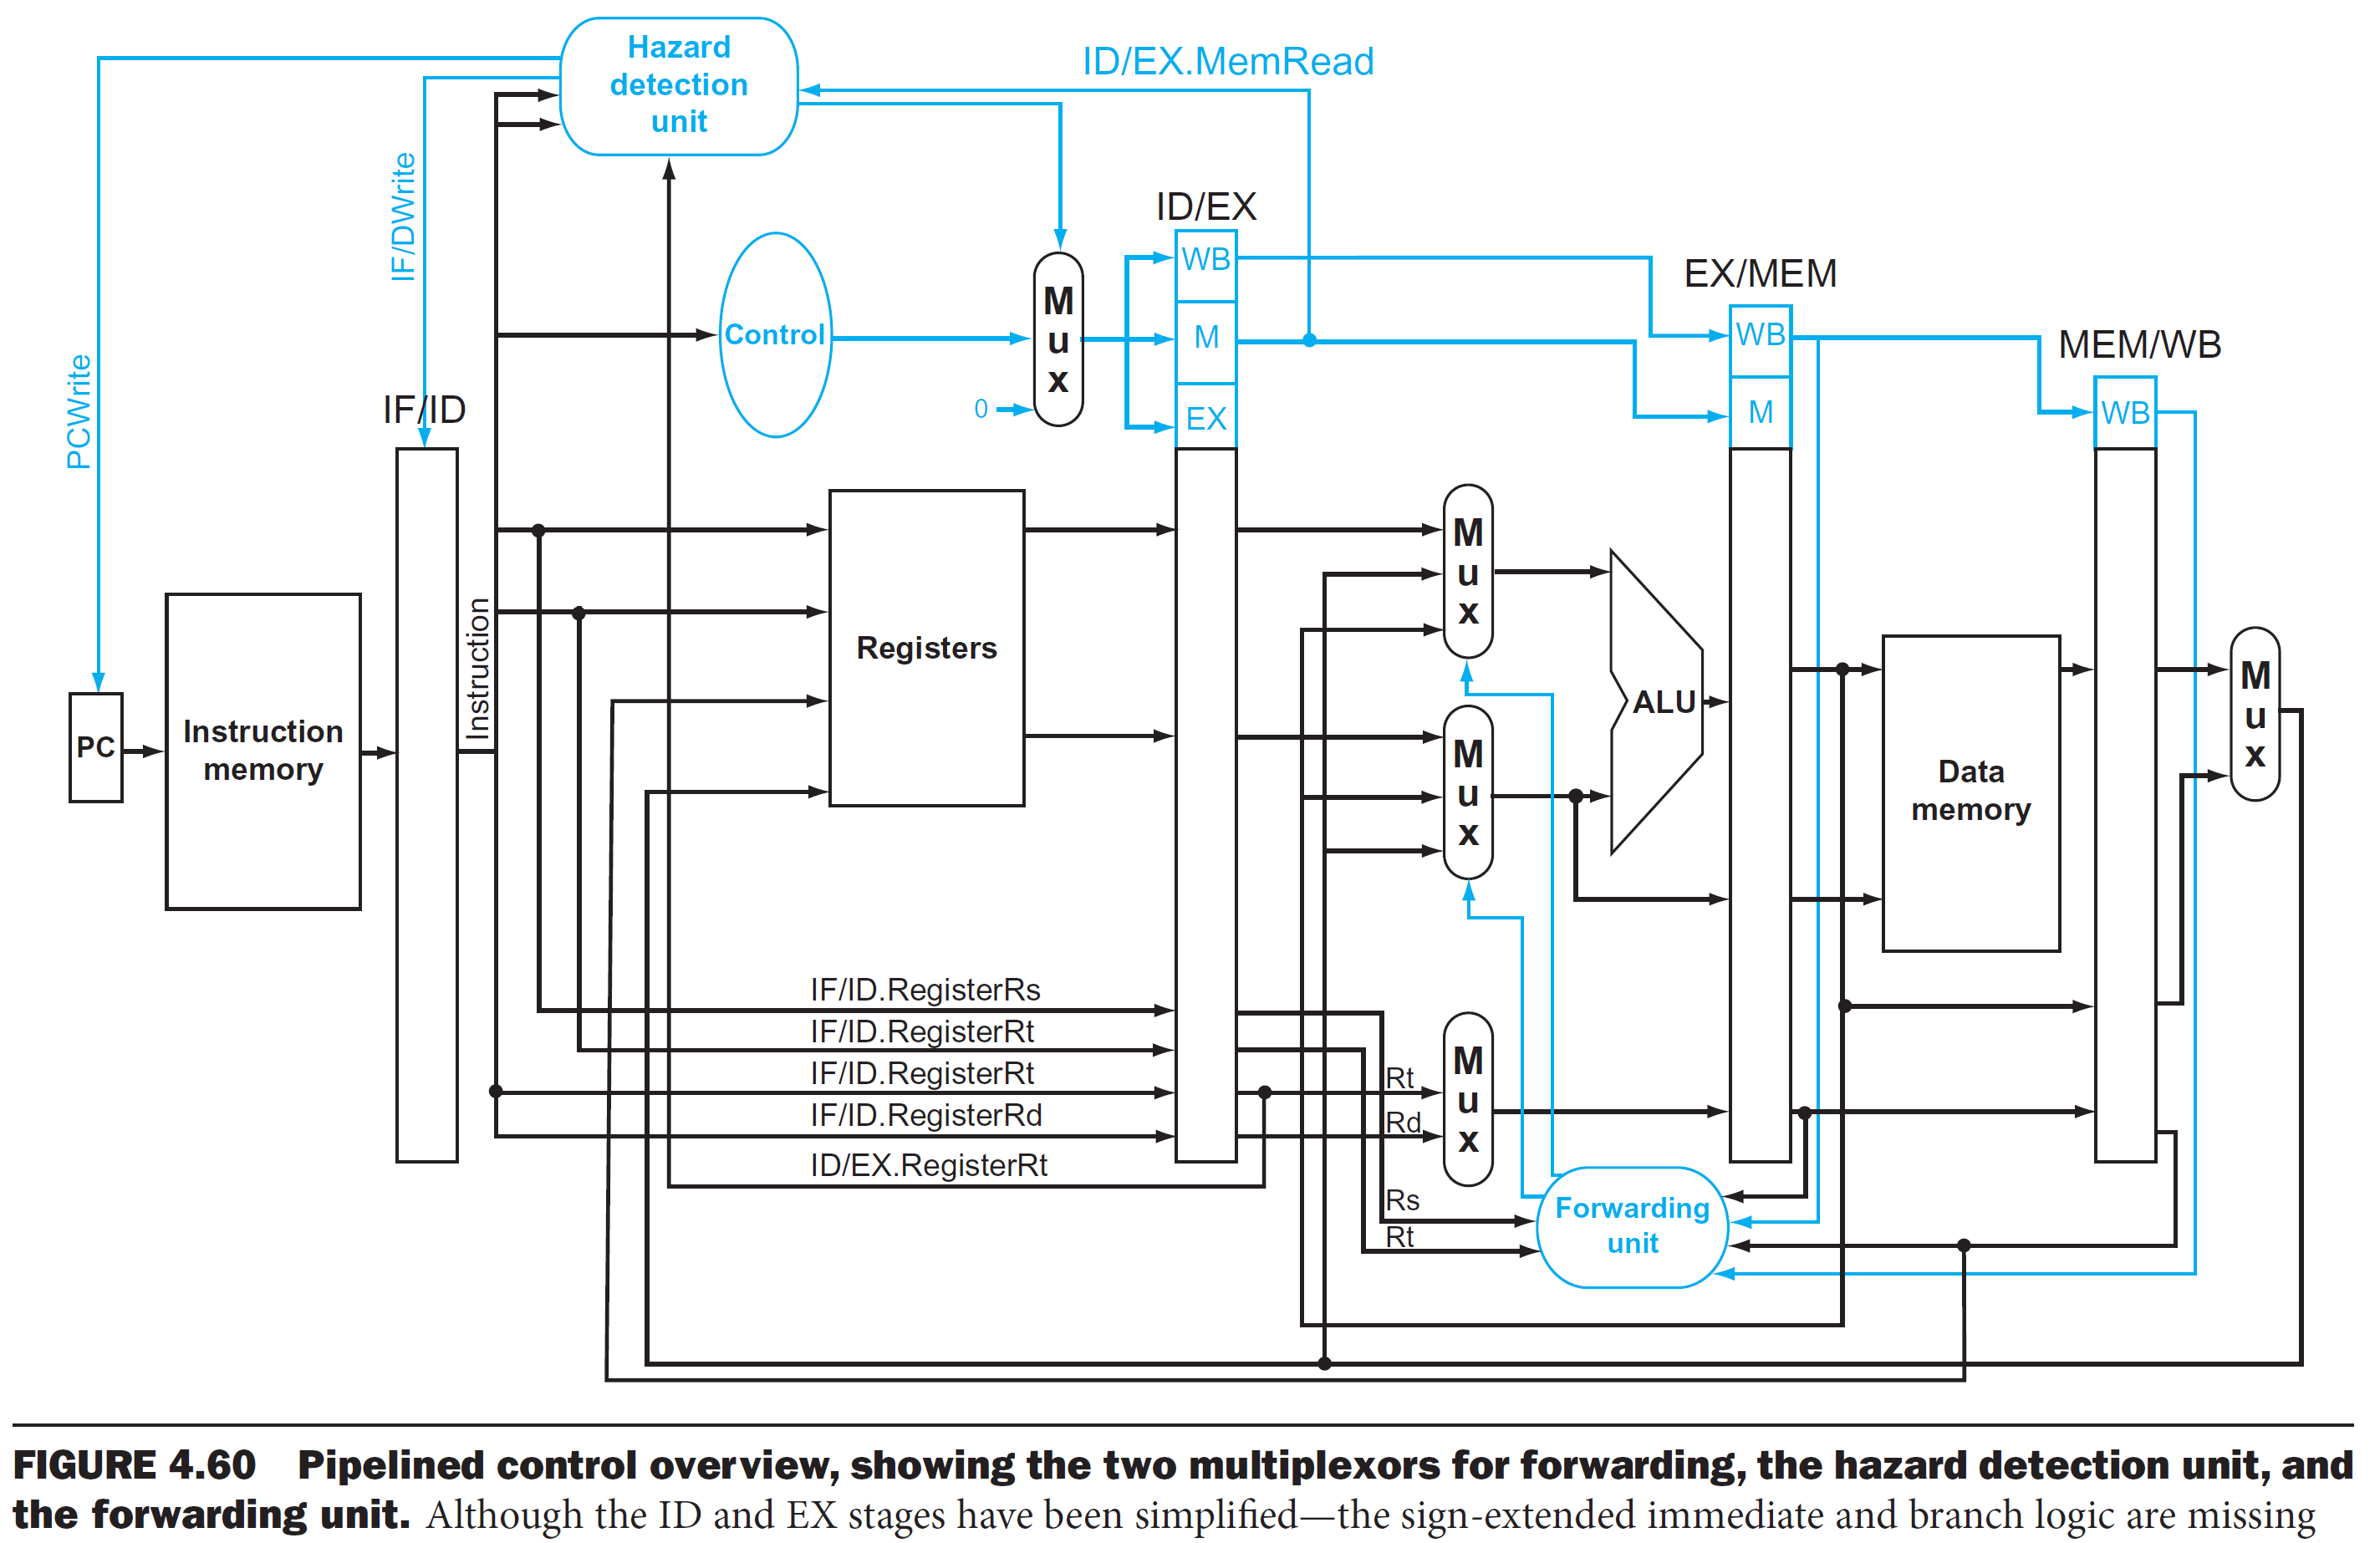 Hazard
detection
unit
ID/EX.MemRead
IF/DWrite
PCWrite
ID/EX
WB
M
EX
Control
M
u
x
0
EX/MEM
WB
M
MEM/WB
WB
IF/ID
Instruction
PC
Instruction
memory
Registers
M
u
x
M
u
x
ALU
Data
memory
M
u
x
IF/ID.RegisterRs
IF/ID.RegisterRt
IF/ID.RegisterRt
IF/ID.RegisterRd
ID/EX.RegisterRt
Rt
Rd
M
u
x
Rs
Rt
Forwarding
unit
FIGURE 4.60 Pipelined control overview, showing the two multiplexors for forwarding, the hazard detection unit, and
the forwarding unit. Although the ID and EX stages have been simplified—the sign-extended immediate and branch logic are missing